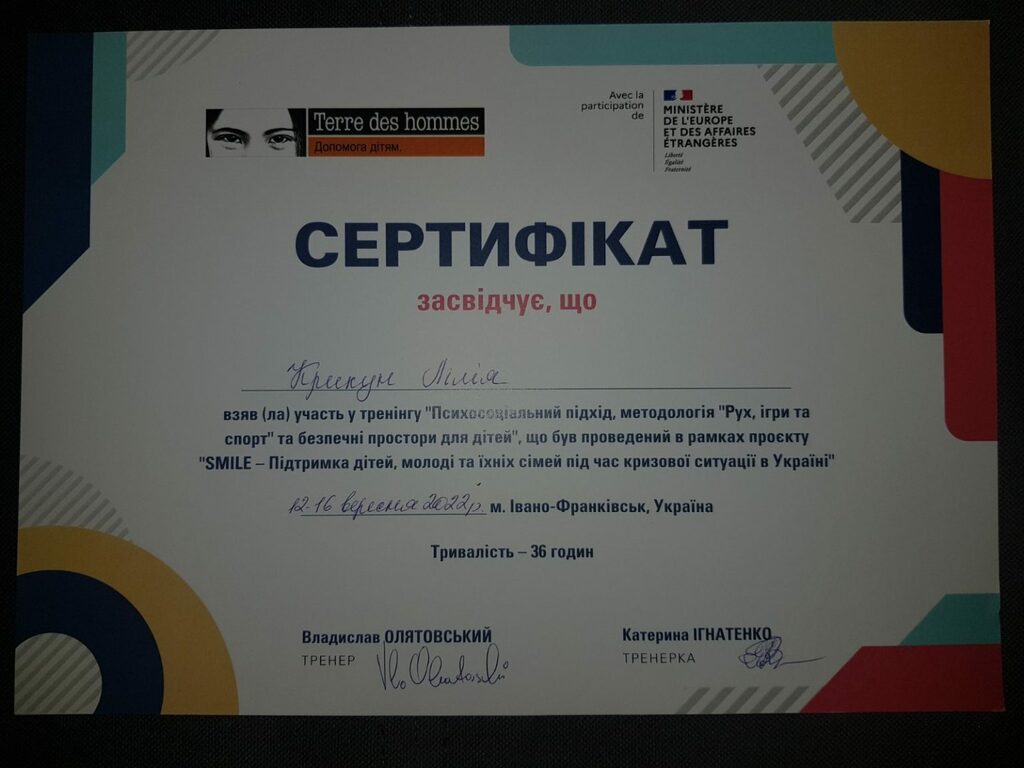 Terre des hommes
Допомога дітям.
Avec la
participation
de
MINISTÈRE
DE L'EUROPE
ET DES AFFAIRES
ÉTRANGÈRES
Liberté
Égalité
Fraternité
СЕРТИФІКАТ
засвідчує, що
Крикун Лілія
взяв (ла) участь у тренінгу "Психосоціальний підхід, методологія "Рух, ігри та
спорт" та безпечні простори для дітей", що був проведений в рамках проєкту
"SMILE – Підтримка дітей, молоді та їхніх сімей під час кризової ситуації в Україні"
12-16 вересня 2022р. м. Івано-Франківськ, Україна
Тривалість – 36 годин
Владислав ОЛЯТОВСЬКИЙ
ТРЕНЕР
Катерина ІГНАТЕНКО
ТРЕНЕРКА